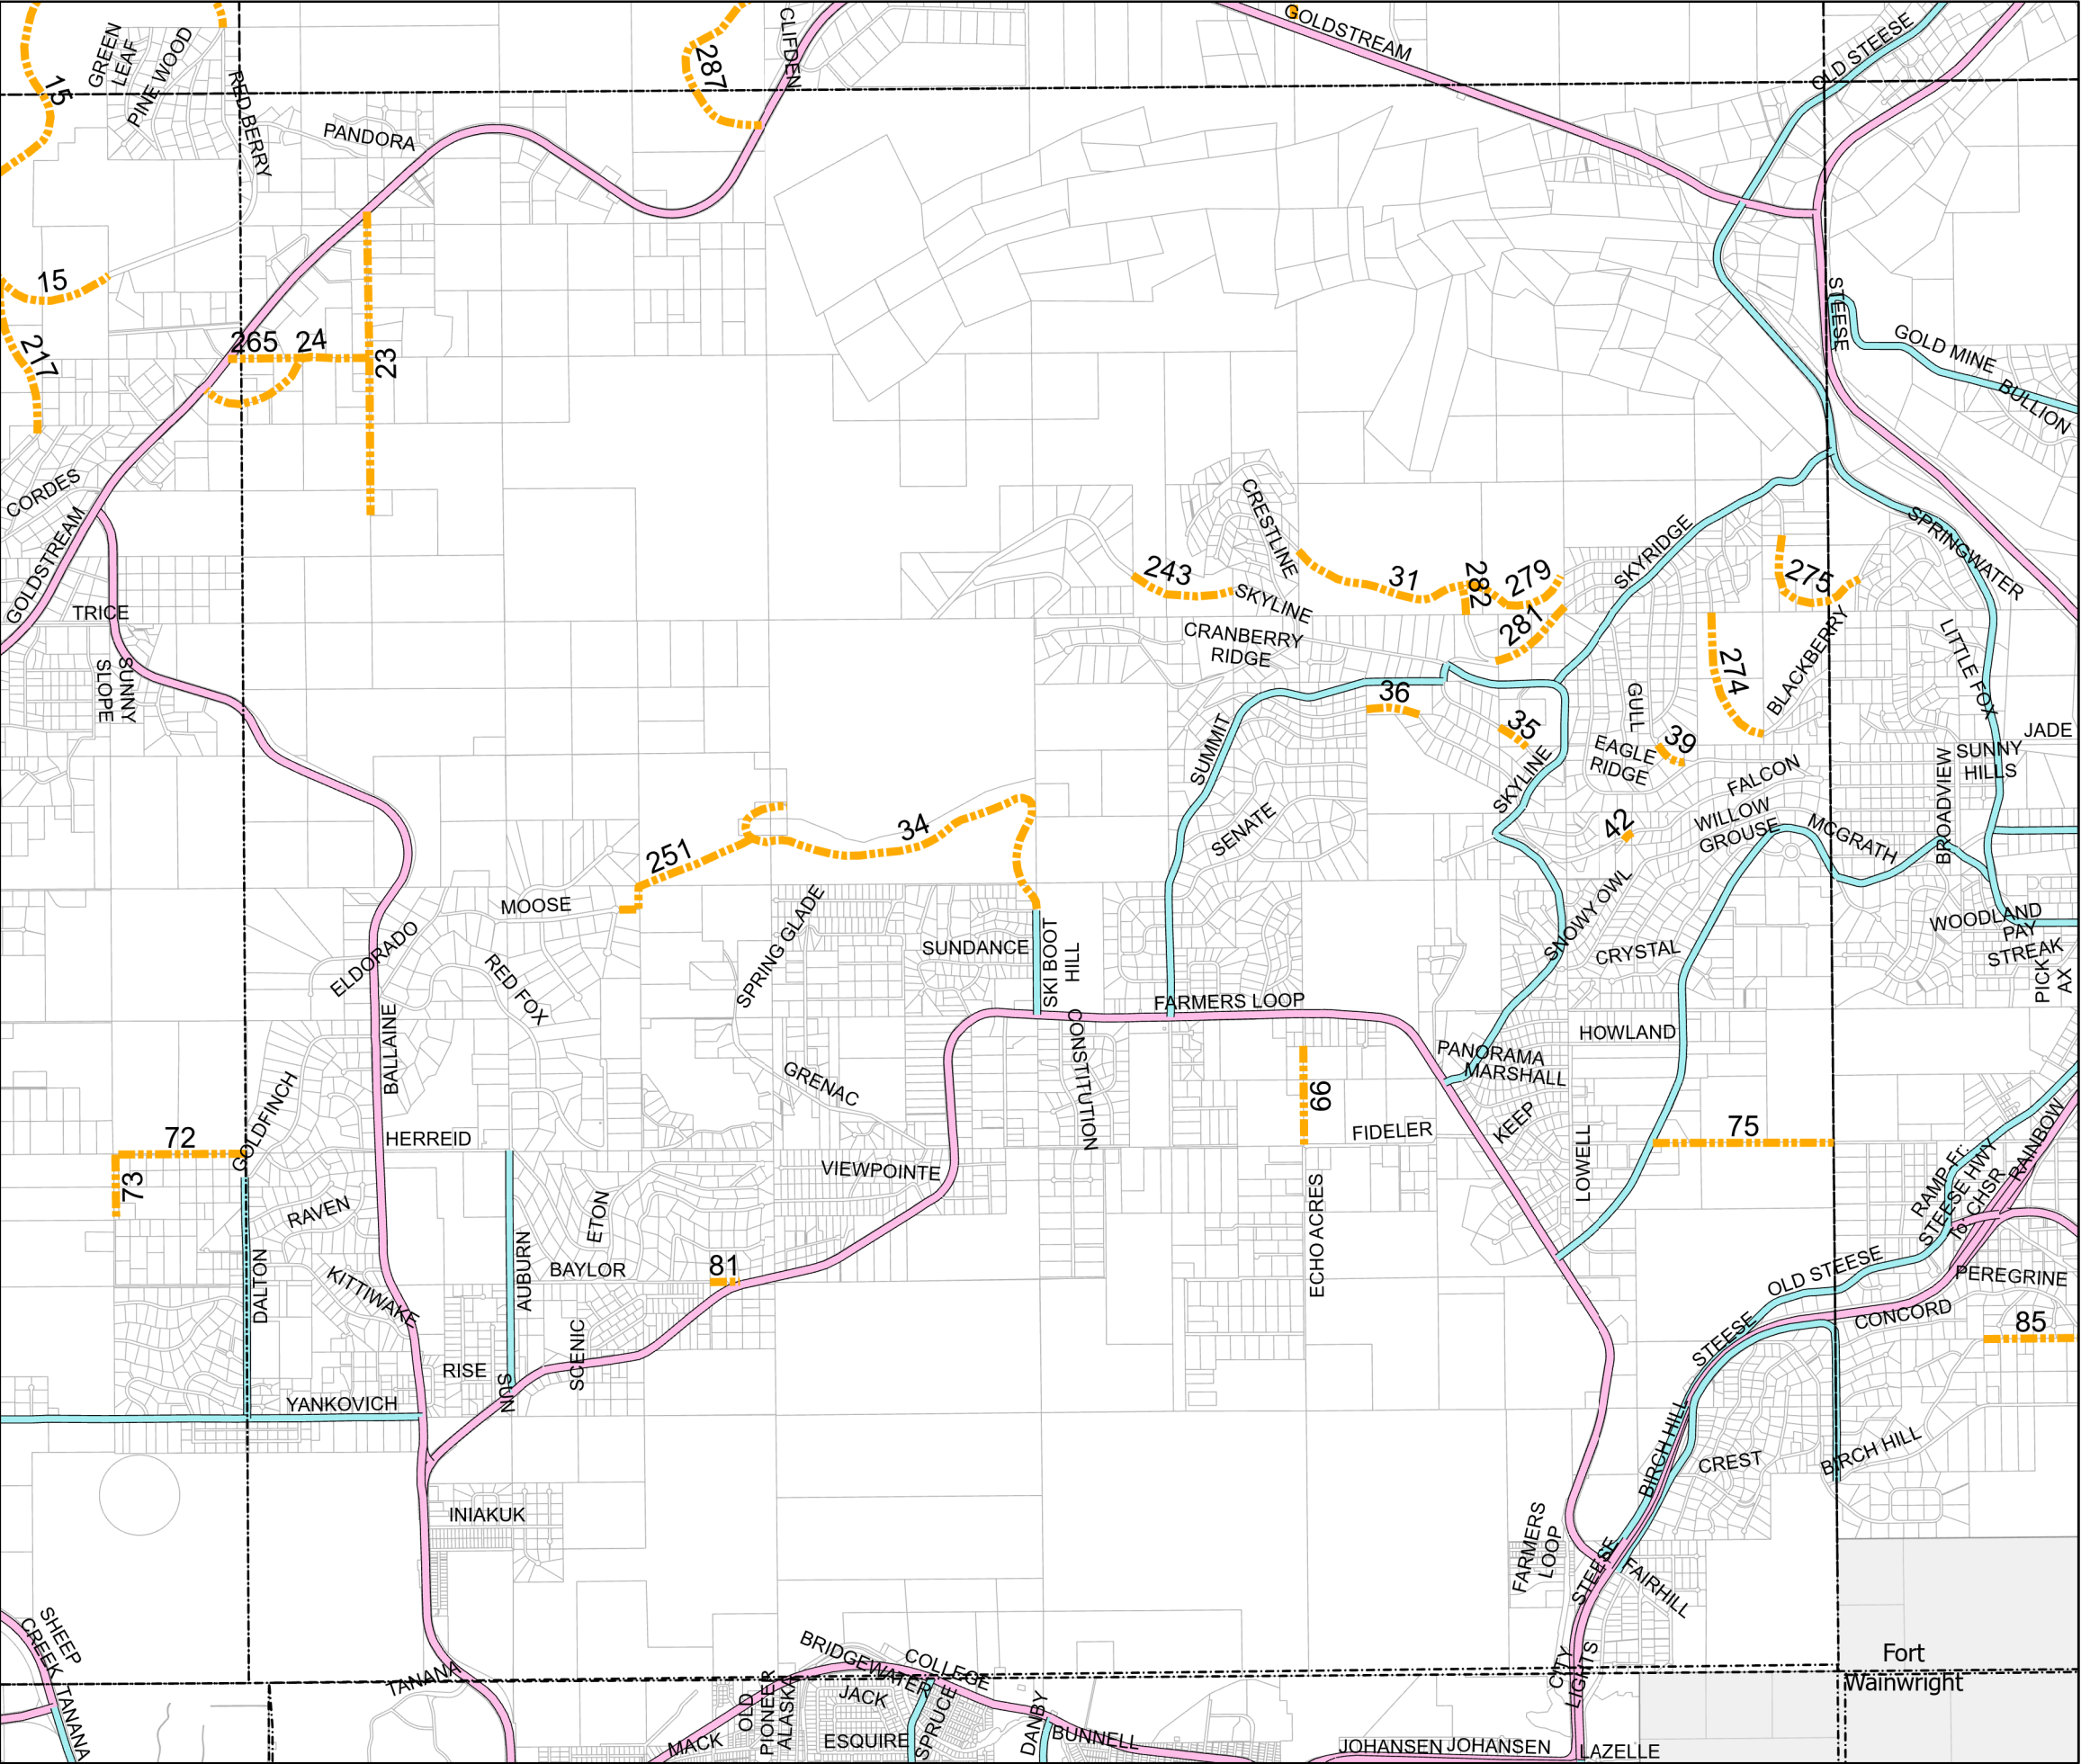 GREEN
LEAF
PINE WOOD
15
RED BERRY
PANDORA
287
CLIFDEN
GOLDSTREAM
OLD STEESE
15
217
265
24
23
STEESE
GOLD MINE
BULLION
CORDES
GOLDSTREAM
TRICE
SUNNY
SLOPE
CRESTLINE
243
SKYLINE
CRANBERRY
RIDGE
31
282
279
281
SKYRIDGE
275
SPRINGWATER
274
BLACKBERRY
LITTLE FOX
JADE
SUNNY
HILLS
36
35
SUMMIT
SKYLINE
GULL
EAGLE
RIDGE
39
FALCON
WILLOW
GROUSE
42
MCGRATH
BROADVIEW
SENATE
251
34
MOOSE
SPRING GLADE
SUNDANCE
SKI BOOT
HILL
SNOWY OWL
CRYSTAL
WOODLAND
PAY
STREAK
PICK
AX
ELDORADO
RED FOX
BALLAINE
FARMERS LOOP
CONSTITUTION
HOWLAND
PANORAMA
MARSHALL
GRENAC
66
FIDELER
KEEP
75
LOWELL
72
73
GOLDFINCH
HERREID
VIEWPOINTE
RAVEN
ETON
AUBURN
BAYLOR
81
DALTON
KITTIWAKE
ECHO ACRES
RAMP Fr:
STEESE HWY
To: CHSR
RAINBOW
OLD STEESE
PEREGRINE
CONCORD
85
STEESE
SCENIC
RISE
SUN
YANKOVICH
BIRCH HILL
CREST
BIRCH HILL
INIAKUK
FARMERS
LOOP
STEESE
FAIRHILL
SHEEP
CREEK
TANANA
TANANA
BRIDGEWATER
COLLEGE
OLD
PIONEER
ALASKA
JACK
ESQUIRE
SPRUCE
MACK
DANBY
BUNNELL
JOHANSEN
JOHANSEN
CITY
LIGHTS
LAZELLE
Fort
Wainwright